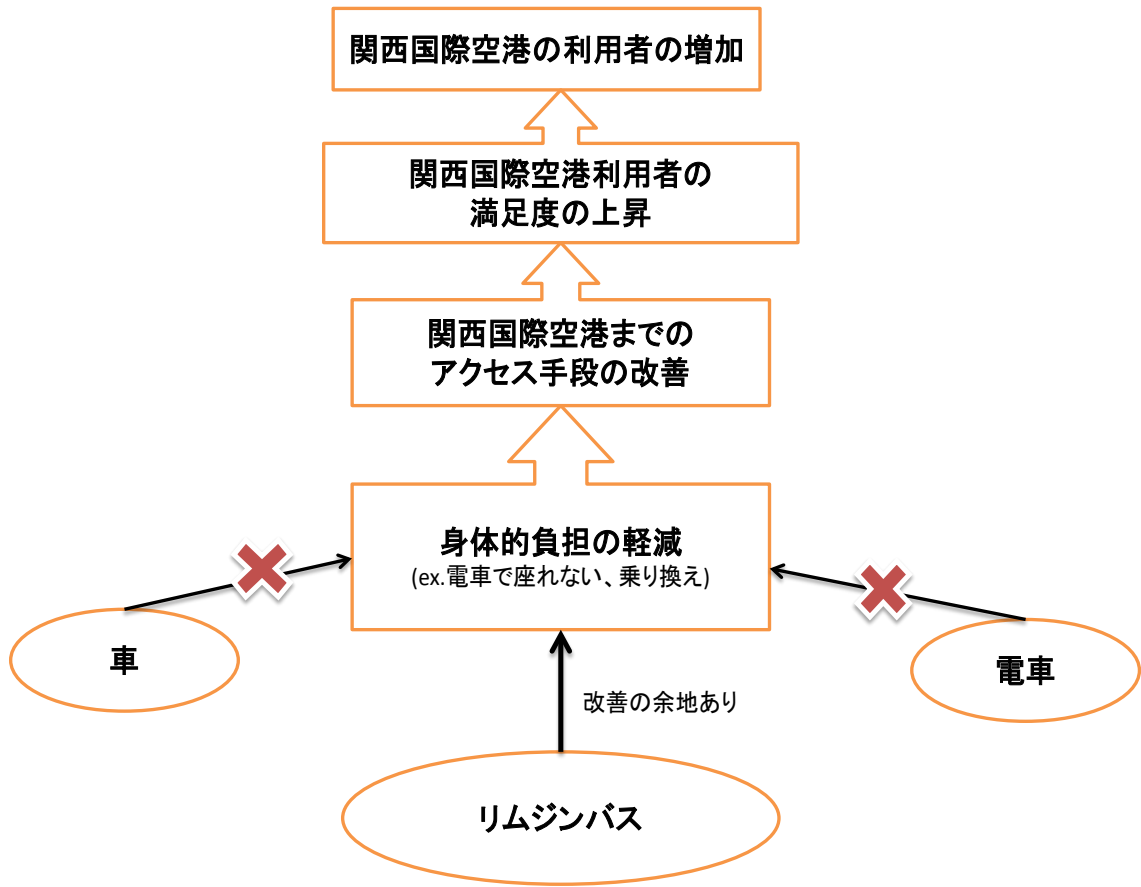 関西国際空港の利用者の増加
関西国際空港利用者の
満足度の上昇
関西国際空港までの
アクセス手段の改善
身体的負担の軽減
(ex.電車で座れない、乗り換え)
車
電車
改善の余地あり
リムジンバス